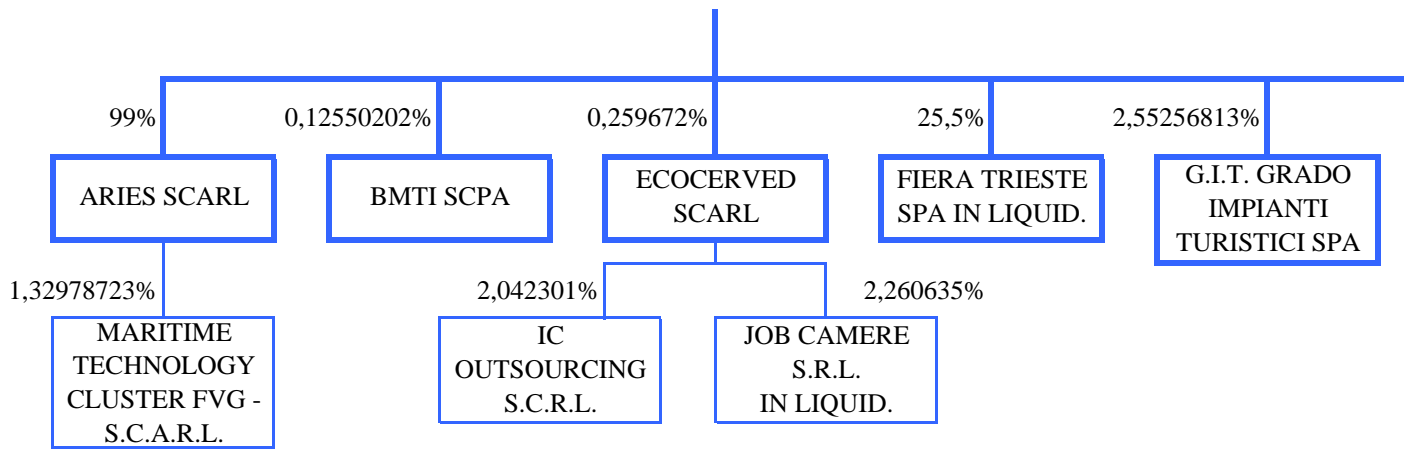 99%
0,12550202%
0,259672%
25,5%
2,55256813%
ARIES SCARL
BMTI SCPA
ECOCERVED
SCARL
FIERA TRIESTE
SPA IN LIQUID.
G.I.T. GRADO
IMPIANTI
TURISTICI SPA
1,32978723%
2,042301%
2,260635%
MARITIME
TECHNOLOGY
CLUSTER FVG -
S.C.A.R.L.
IC
OUTSOURCING
S.C.R.L.
JOB CAMERE
S.R.L.
IN LIQUID.